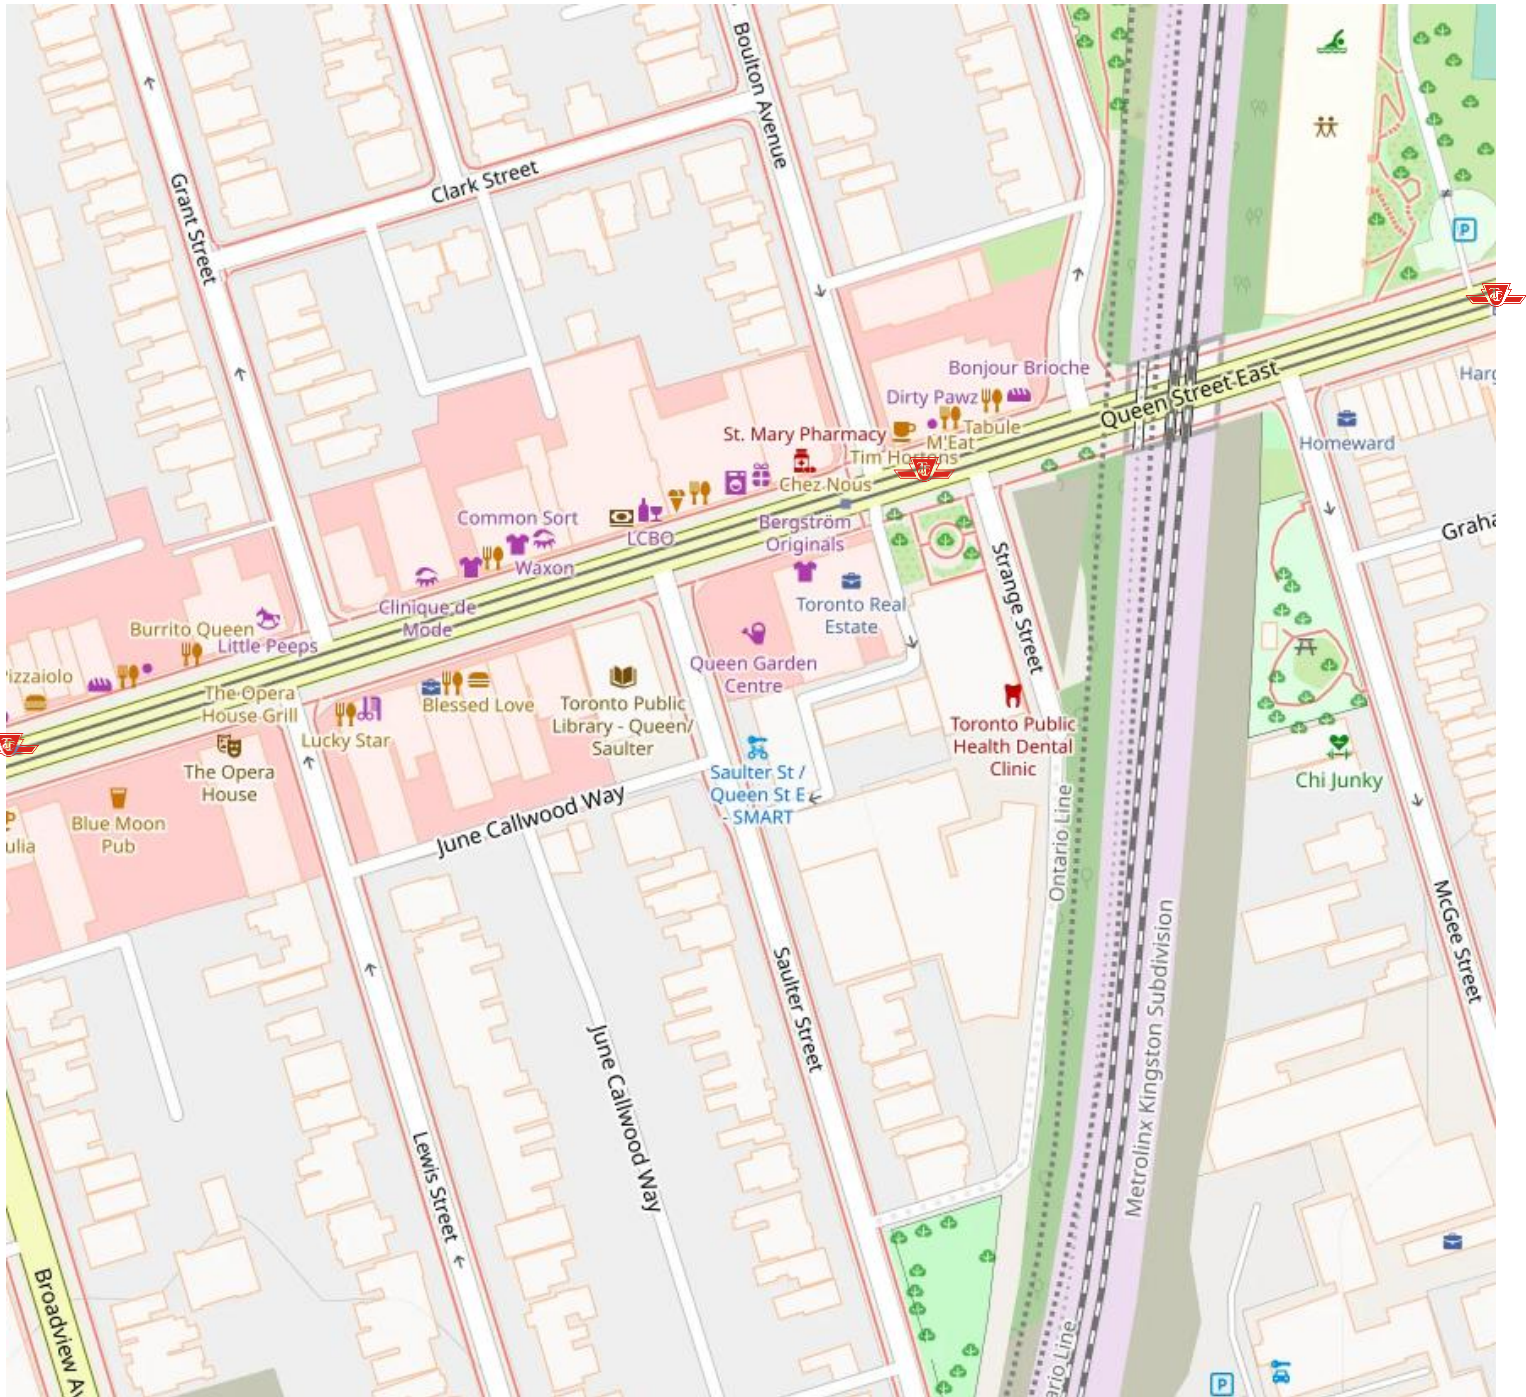 Boulton Avenue
Clark Street
Grant Street
Bonjour Brioche
Dirty Pawz
Tabule
M'Eat
Tim Hortons
St. Mary Pharmacy
Chez Nous
Queen Street East
P
Harg
Homeward
Graha
Common Sort
LCBO
Waxon
Bergström
Originals
Clinique de
Mode
Burrito Queen
Little Peeps
izzaiolo
The Opera
House Grill
Lucky Star
Blessed Love
The Opera
House
Blue Moon
Pub
ulia
Toronto Public
Library - Queen/
Saulter
Queen Garden
Centre
Toronto Real
Estate
Strange Street
Toronto Public
Health Dental
Clinic
Saulter St /
Queen St E
- SMART
June Callwood Way
Chi Junky
Ontario Line
McGee Street
Saulter Street
Metrolinx Kingston Subdivision
June Callwood Way
Lewis Street
Broadview Av
ario Line
P